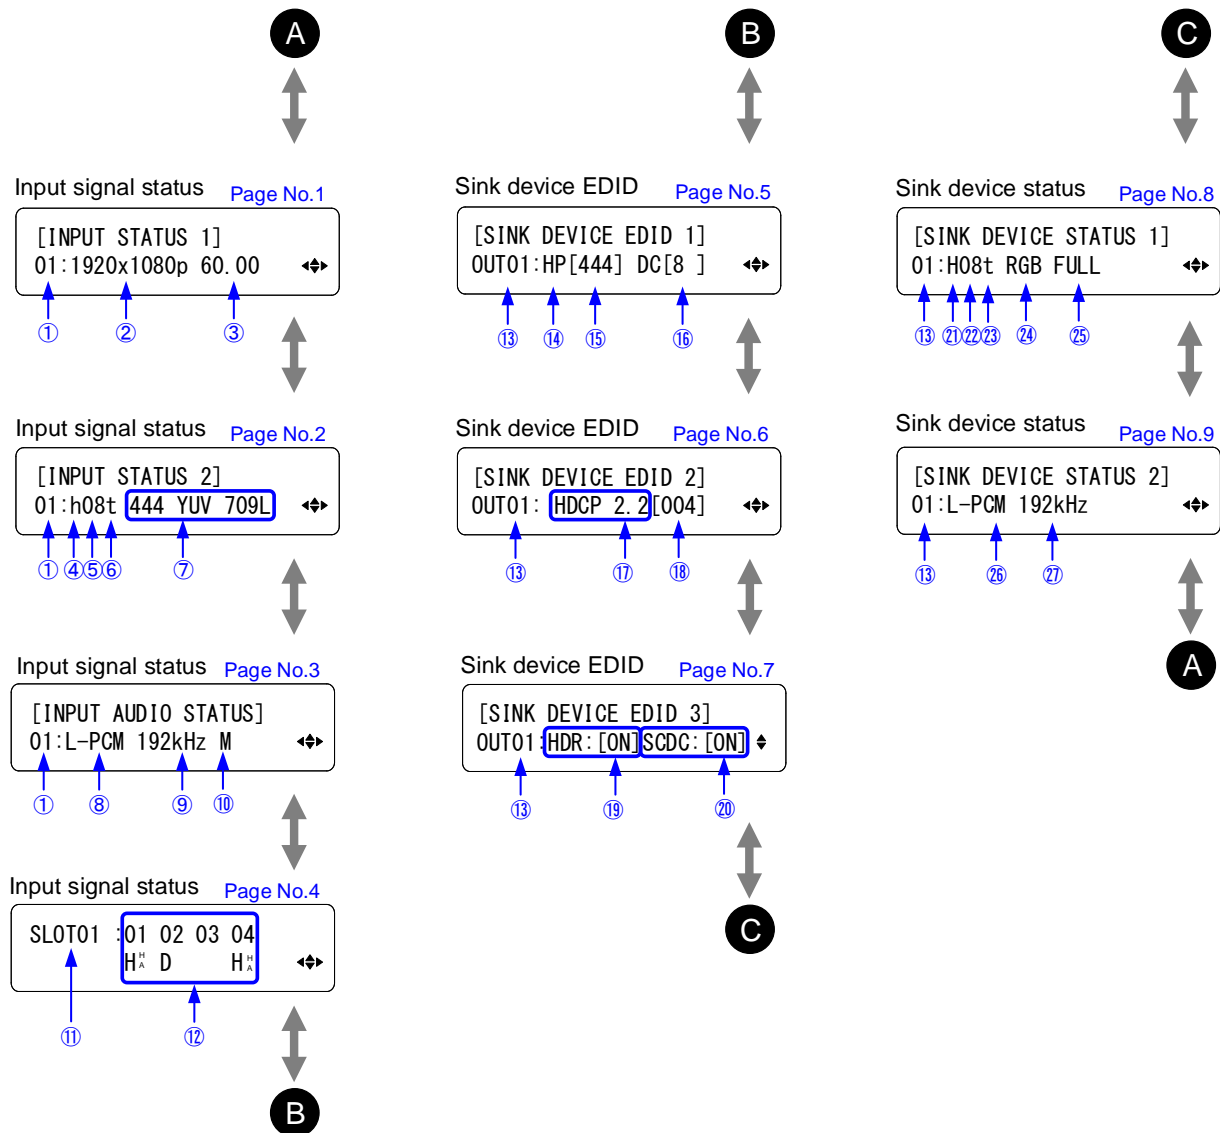 A
Input signal status Page No.1
[INPUT STATUS 1]
01:1920x1080p 60.00
① ② ③
Input signal status Page No.2
[INPUT STATUS 2]
01:h08t 444 YUV 709L
① ④ ⑤ ⑥ ⑦
Input signal status Page No.3
[INPUT AUDIO STATUS]
01:L-PCM 192kHz M
① ⑧ ⑨ ⑩
Input signal status Page No.4
SLOT01 :01 02 03 04
H HA D H HA
⑪ ⑫
B
B
Sink device EDID Page No.5
[SINK DEVICE EDID 1]
OUT01:HP[444] DC[8 ]
⑬ ⑭ ⑮ ⑯
Sink device EDID Page No.6
[SINK DEVICE EDID 2]
OUT01: HDCP 2.2[004]
⑬ ⑰ ⑱
Sink device EDID Page No.7
[SINK DEVICE EDID 3]
OUT01:HDR:[ON]SCDC:[ON]
⑬ ⑲ ⑳
C
C
Sink device status Page No.8
[SINK DEVICE STATUS 1]
01:H08t RGB FULL
⑬ ㉑ ㉒ ㉓ ㉔ ㉕
Sink device status Page No.9
[SINK DEVICE STATUS 2]
01:L-PCM 192kHz
⑬ ㉖ ㉗
A